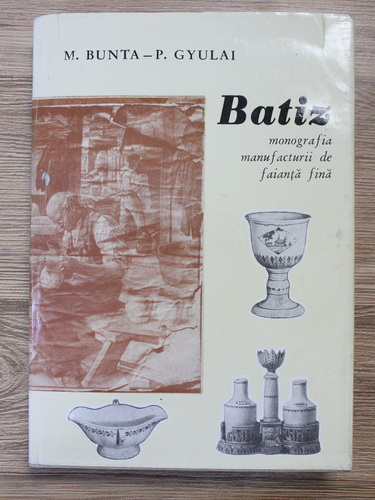 M. BUNTA – P. GYULAI
Batiz
monografia
manufacturii de
faianță fină